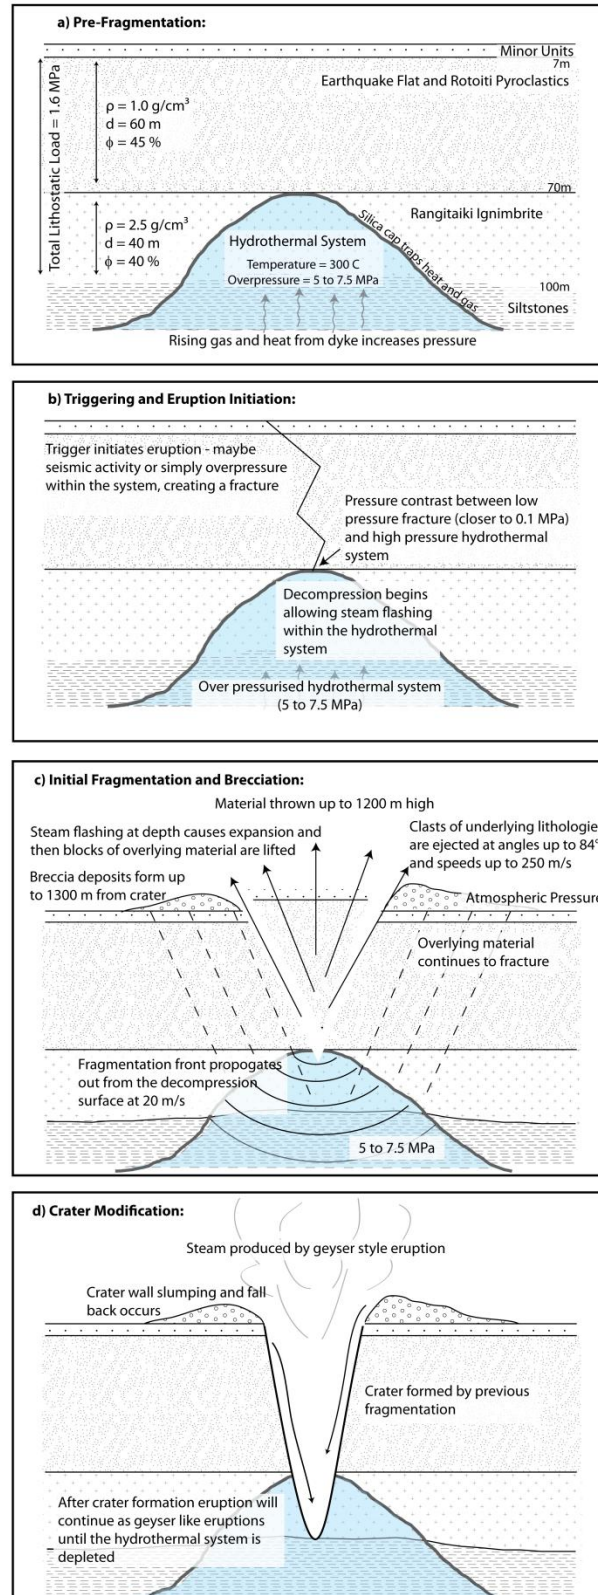 a) Pre-Fragmentation:
Minor Units
7m
Earthquake Flat and Rotoiti Pyroclastics
Total Lithostatic Load = 1.6 MPa
ρ = 1.0 g/cm³
d = 60 m
ϕ = 45 %
70m
Rangitaiki Ignimbrite
ρ = 2.5 g/cm³
d = 40 m
ϕ = 40 %
Silica cap traps heat and gas
Hydrothermal System
Temperature = 300 C
Overpressure = 5 to 7.5 MPa
100m
Siltstones
Rising gas and heat from dyke increases pressure
b) Triggering and Eruption Initiation:
Trigger initiates eruption - maybe
seismic activity or simply overpressure
within the system, creating a fracture
Pressure contrast between low
pressure fracture (closer to 0.1 MPa)
and high pressure hydrothermal
system
Decompression begins
allowing steam flashing
within the hydrothermal
system
Over pressurised hydrothermal system
(5 to 7.5 MPa)
c) Initial Fragmentation and Brecciation:
Material thrown up to 1200 m high
Steam flashing at depth causes expansion and
then blocks of overlying material are lifted
Clasts of underlying lithologie
are ejected at angles up to 84°
and speeds up to 250 m/s
Breccia deposits form up
to 1300 m from crater
Atmospheric Pressure
Overlying material
continues to fracture
Fragmentation front propogates
out from the decompression
surface at 20 m/s
5 to 7.5 MPa
d) Crater Modification:
Steam produced by geyser style eruption
Crater wall slumping and fall
back occurs
Crater formed by previous
fragmentation
After crater formation eruption will
continue as geyser like eruptions
until the hydrothermal system is
depleted